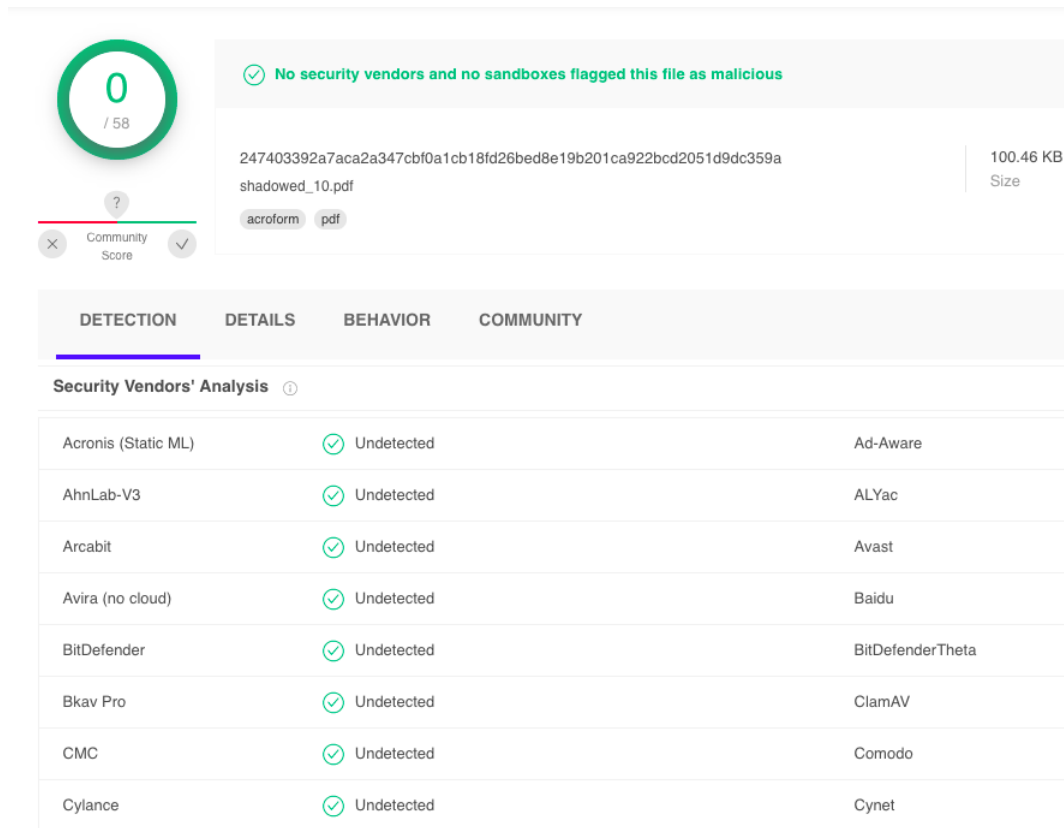 0
/ 58
?
Community
Score
No security vendors and no sandboxes flagged this file as malicious
247403392a7aca2a347cbf0a1cb18fd26bed8e19b201ca922bcd2051d9dc359a
shadowed_10.pdf
acroform pdf
100.46 KB
Size
DETECTION DETAILS BEHAVIOR COMMUNITY
Security Vendors' Analysis
Acronis (Static ML) Undetected Ad-Aware
AhnLab-V3 Undetected ALYac
Arcabit Undetected Avast
Avira (no cloud) Undetected Baidu
BitDefender Undetected BitDefenderTheta
Bkav Pro Undetected ClamAV
CMC Undetected Comodo
Cylance Undetected Cynet